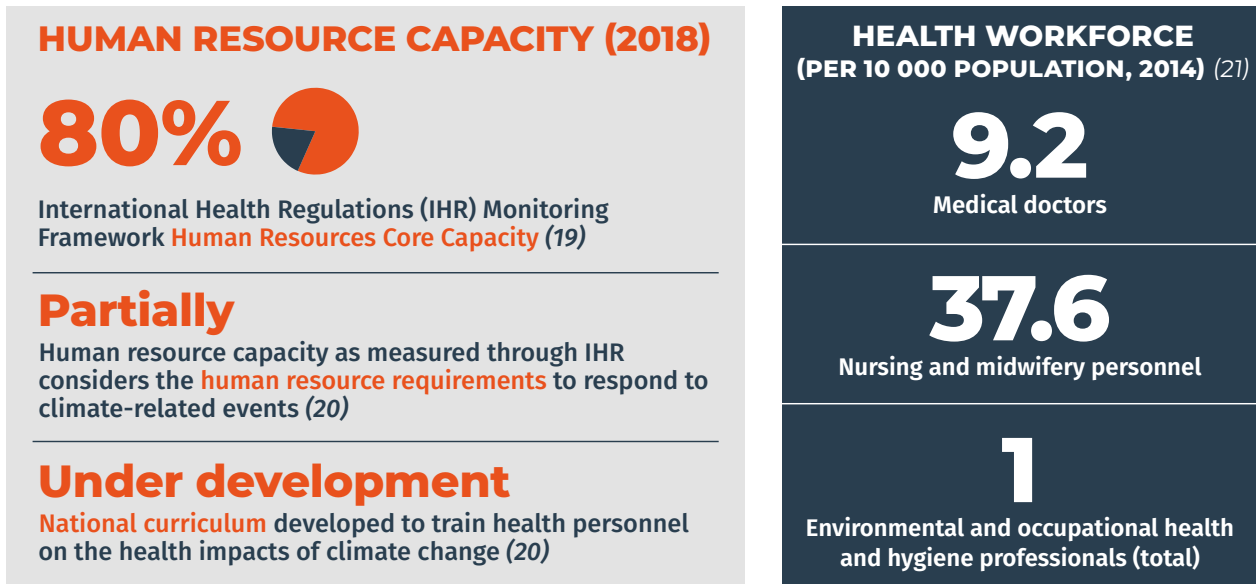 HUMAN RESOURCE CAPACITY (2018)
80%
International Health Regulations (IHR) Monitoring
Framework Human Resources Core Capacity (19)
Partially
Human resource capacity as measured through IHR
considers the human resource requirements to respond to
climate-related events (20)
Under development
National curriculum developed to train health personnel
on the health impacts of climate change (20)
HEALTH WORKFORCE
(PER 10 000 POPULATION, 2014) (21)
9.2
Medical doctors
37.6
Nursing and midwifery personnel
1
Environmental and occupational health
and hygiene professionals (total)